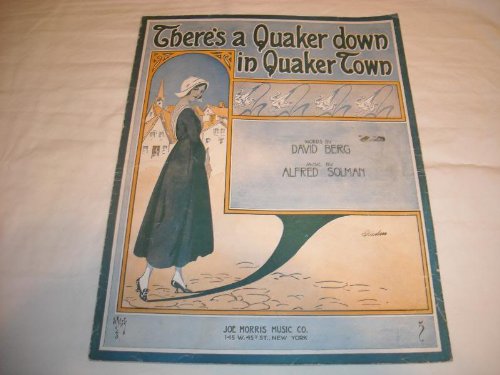 There's a Quaker down
in Quaker Town
WORDS BY
DAVID BERG
MUSIC BY
ALFRED SOLMAN
JOE MORRIS MUSIC CO.
145 W. 45TH ST., NEW YORK